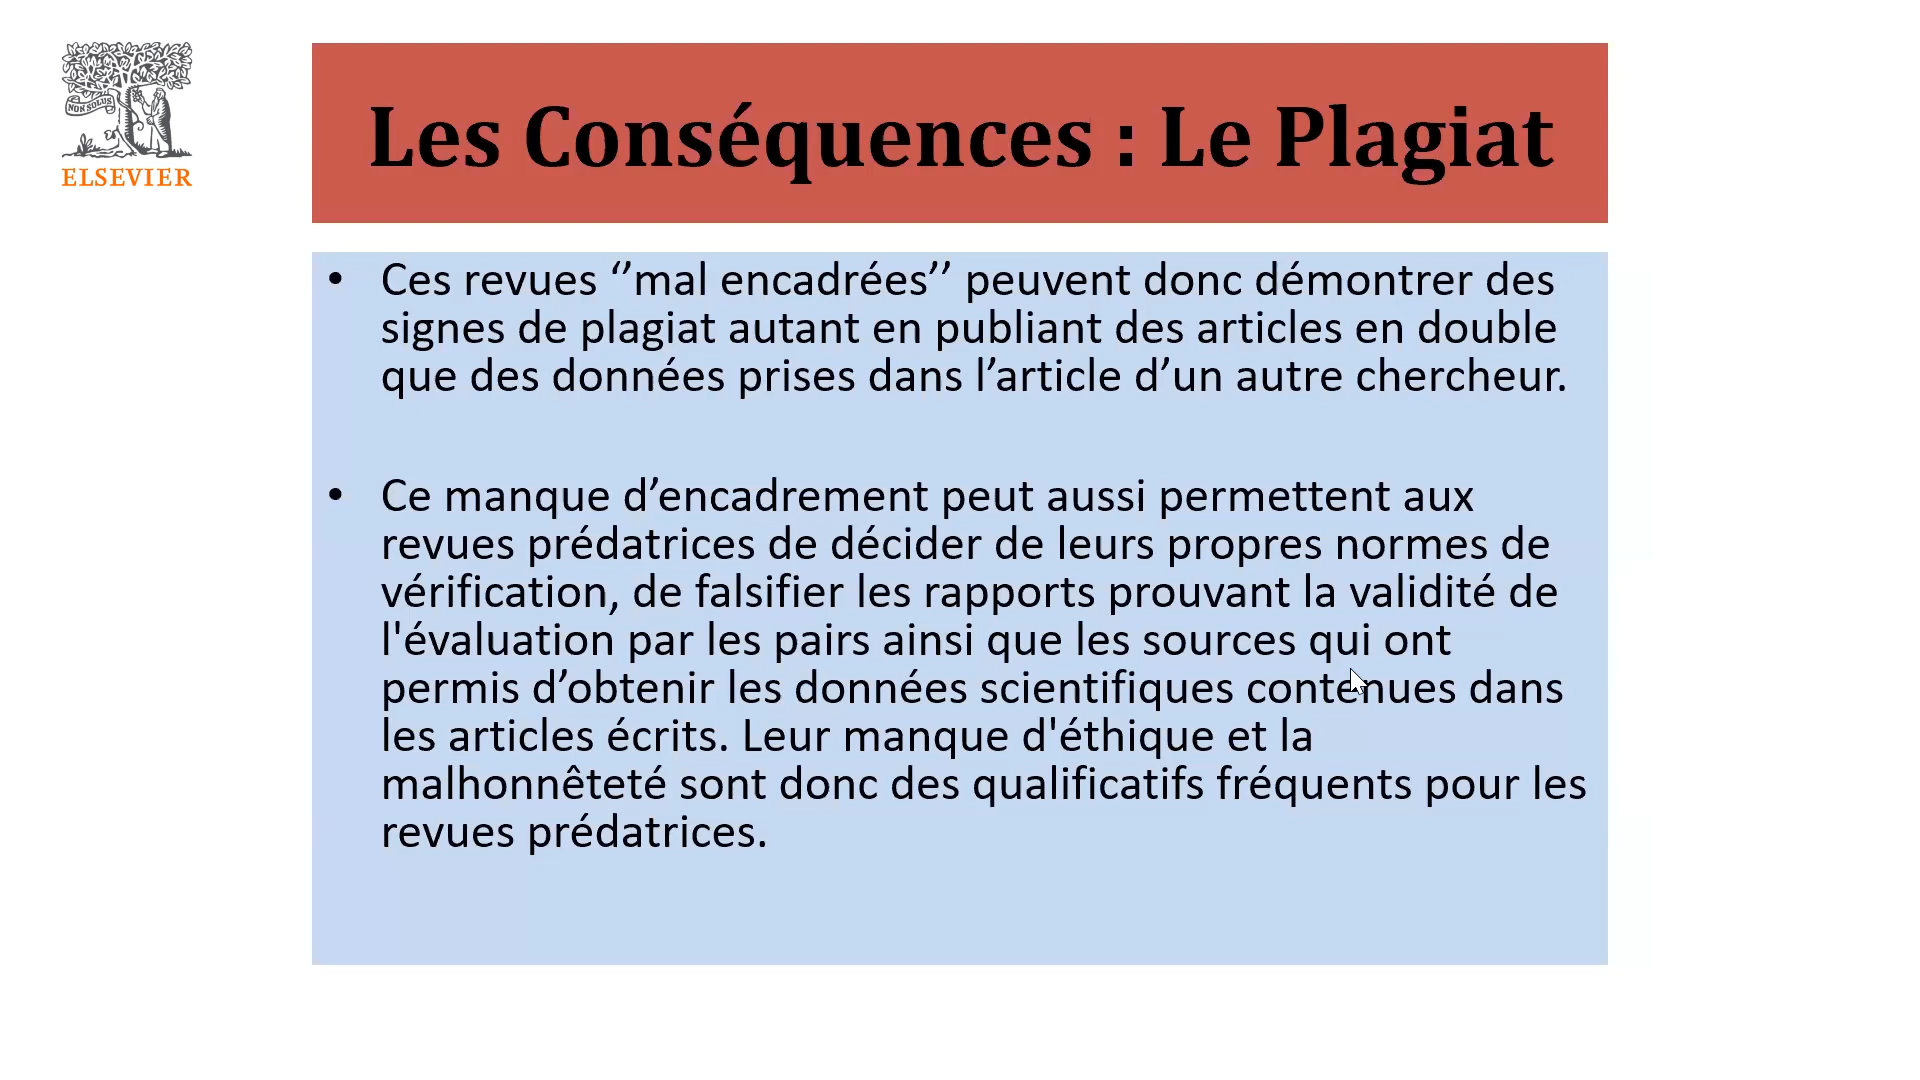 NON SOLUS
ELSEVIER
Les Conséquences : Le Plagiat
• Ces revues ‘’mal encadrées’’ peuvent donc démontrer des
signes de plagiat autant en publiant des articles en double
que des données prises dans l’article d’un autre chercheur.
• Ce manque d’encadrement peut aussi permettent aux
revues prédatrices de décider de leurs propres normes de
vérification, de falsifier les rapports prouvant la validité de
l'évaluation par les pairs ainsi que les sources qui ont
permis d’obtenir les données scientifiques contenues dans
les articles écrits. Leur manque d'éthique et la
malhonnêteté sont donc des qualificatifs fréquents pour les
revues prédatrices.